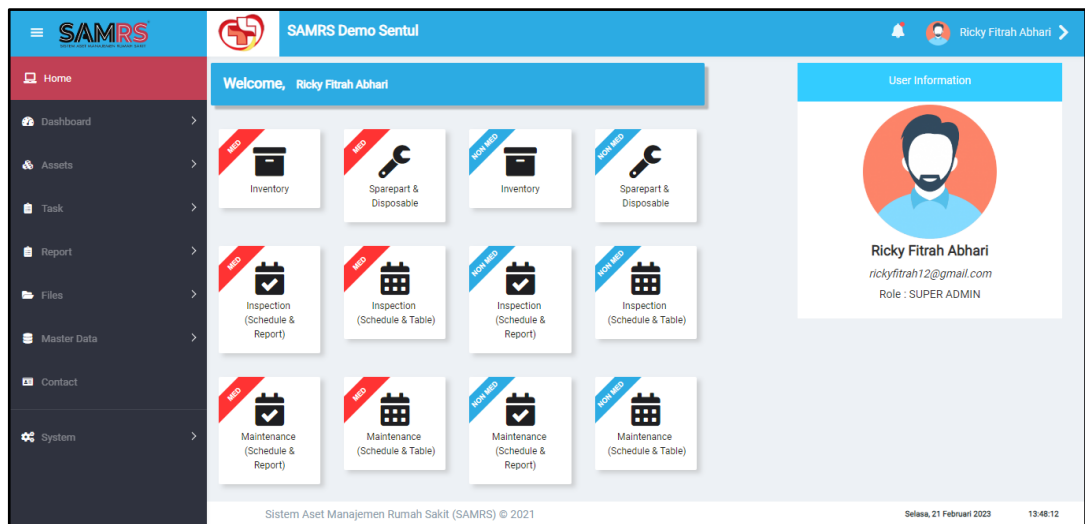 SAMRS
SISTEM ASET MANAJEMEN RUMAH SAKIT
SAMRS Demo Sentul
Ricky Fitrah Abhari
Home
Dashboard
Assets
Task
Report
Files
Master Data
Contact
System
Welcome, Ricky Fitrah Abhari
MED
Inventory
MED
Sparepart &
Disposable
NON MED
Inventory
NON MED
Sparepart &
Disposable
MED
Inspection
(Schedule &
Report)
MED
Inspection
(Schedule & Table)
NON MED
Inspection
(Schedule &
Report)
NON MED
Inspection
(Schedule & Table)
MED
Maintenance
(Schedule &
Report)
MED
Maintenance
(Schedule & Table)
NON MED
Maintenance
(Schedule &
Report)
NON MED
Maintenance
(Schedule & Table)
User Information
Ricky Fitrah Abhari
rickyfitrah12@gmail.com
Role : SUPER ADMIN
Sistem Aset Manajemen Rumah Sakit (SAMRS) © 2021
Selasa, 21 Februari 2023 13:48:12